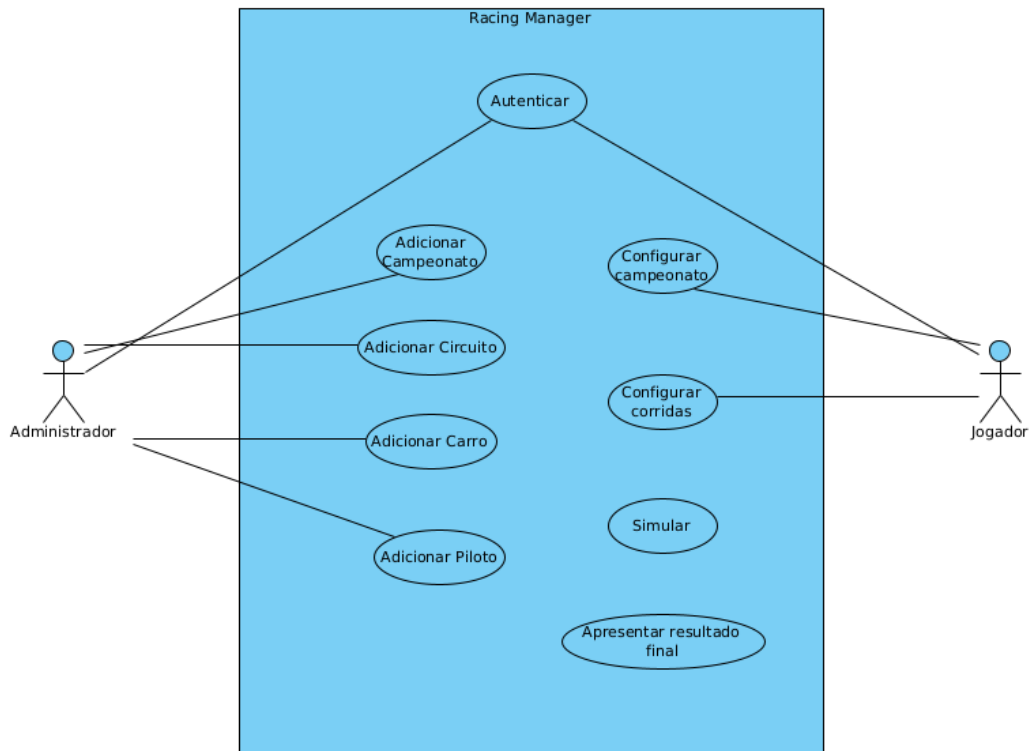 Racing Manager
Autenticar
Adicionar
Campeonato
Configurar
campeonato
Adicionar Circuito
Configurar
corridas
Administrador
Jogador
Adicionar Carro
Simular
Adicionar Piloto
Apresentar resultado
final